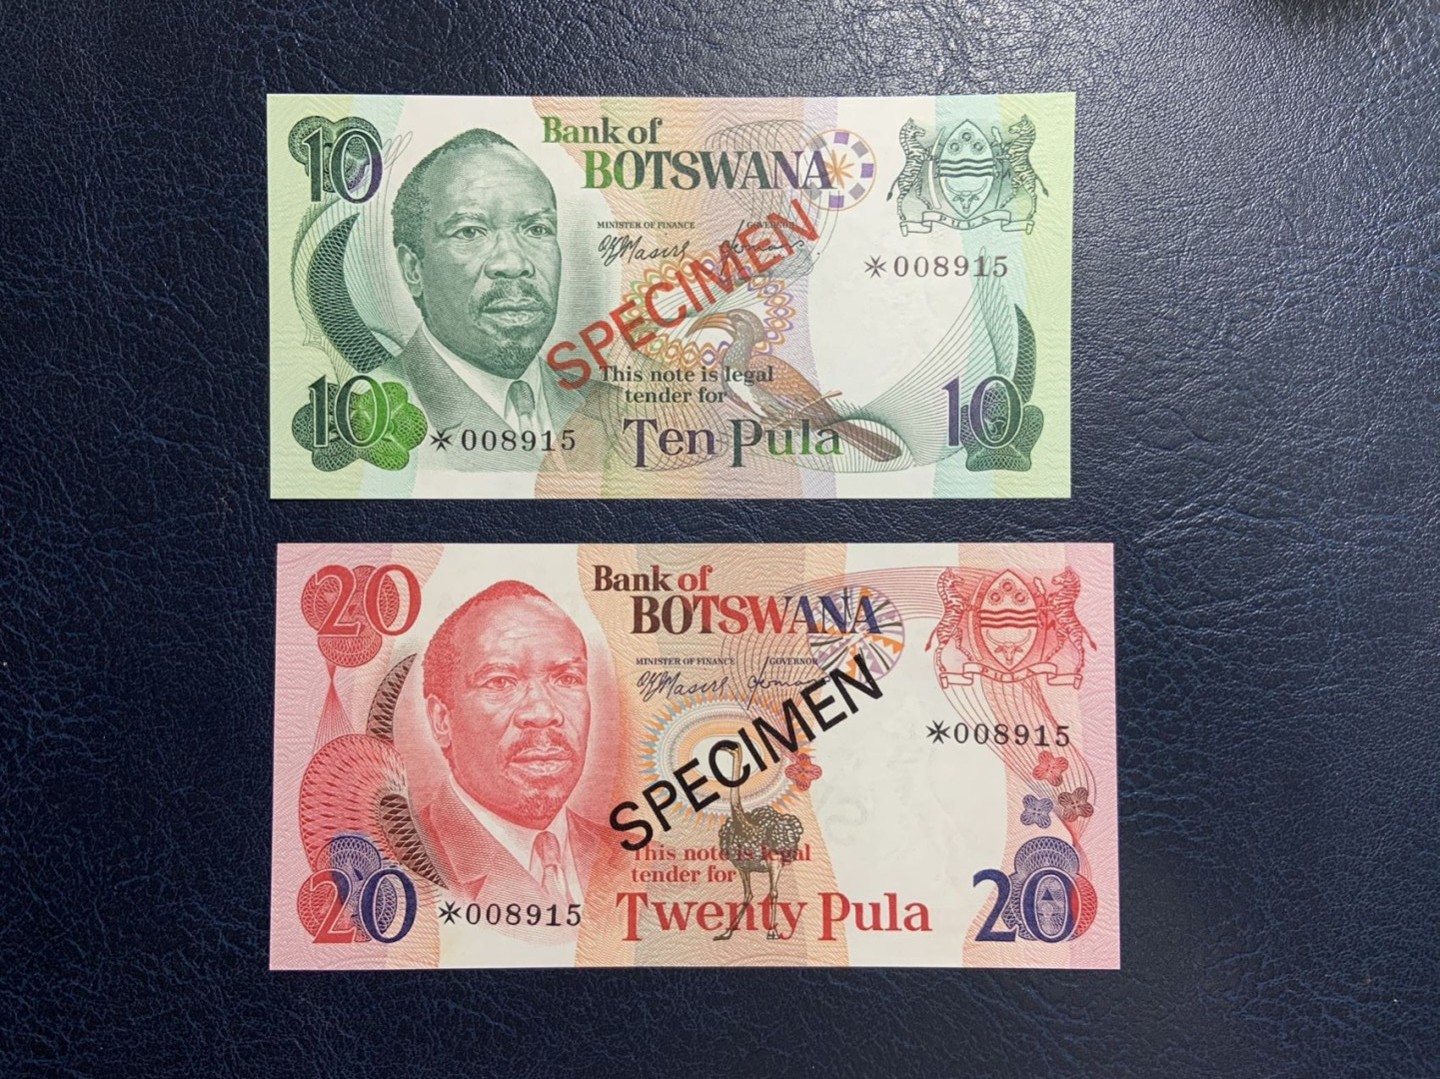 10
Bank of
BOTSWANA
MINISTER OF FINANCE
GOVERNOR
SPECIMEN
PULA
✠008915
This note is legal
tender for
Ten Pula
10
✠008915
10
20
Bank of
BOTSWANA
MINISTER OF FINANCE
GOVERNOR
SPECIMEN
✠008915
This note is legal
tender for
Twenty Pula
20
✠008915
20